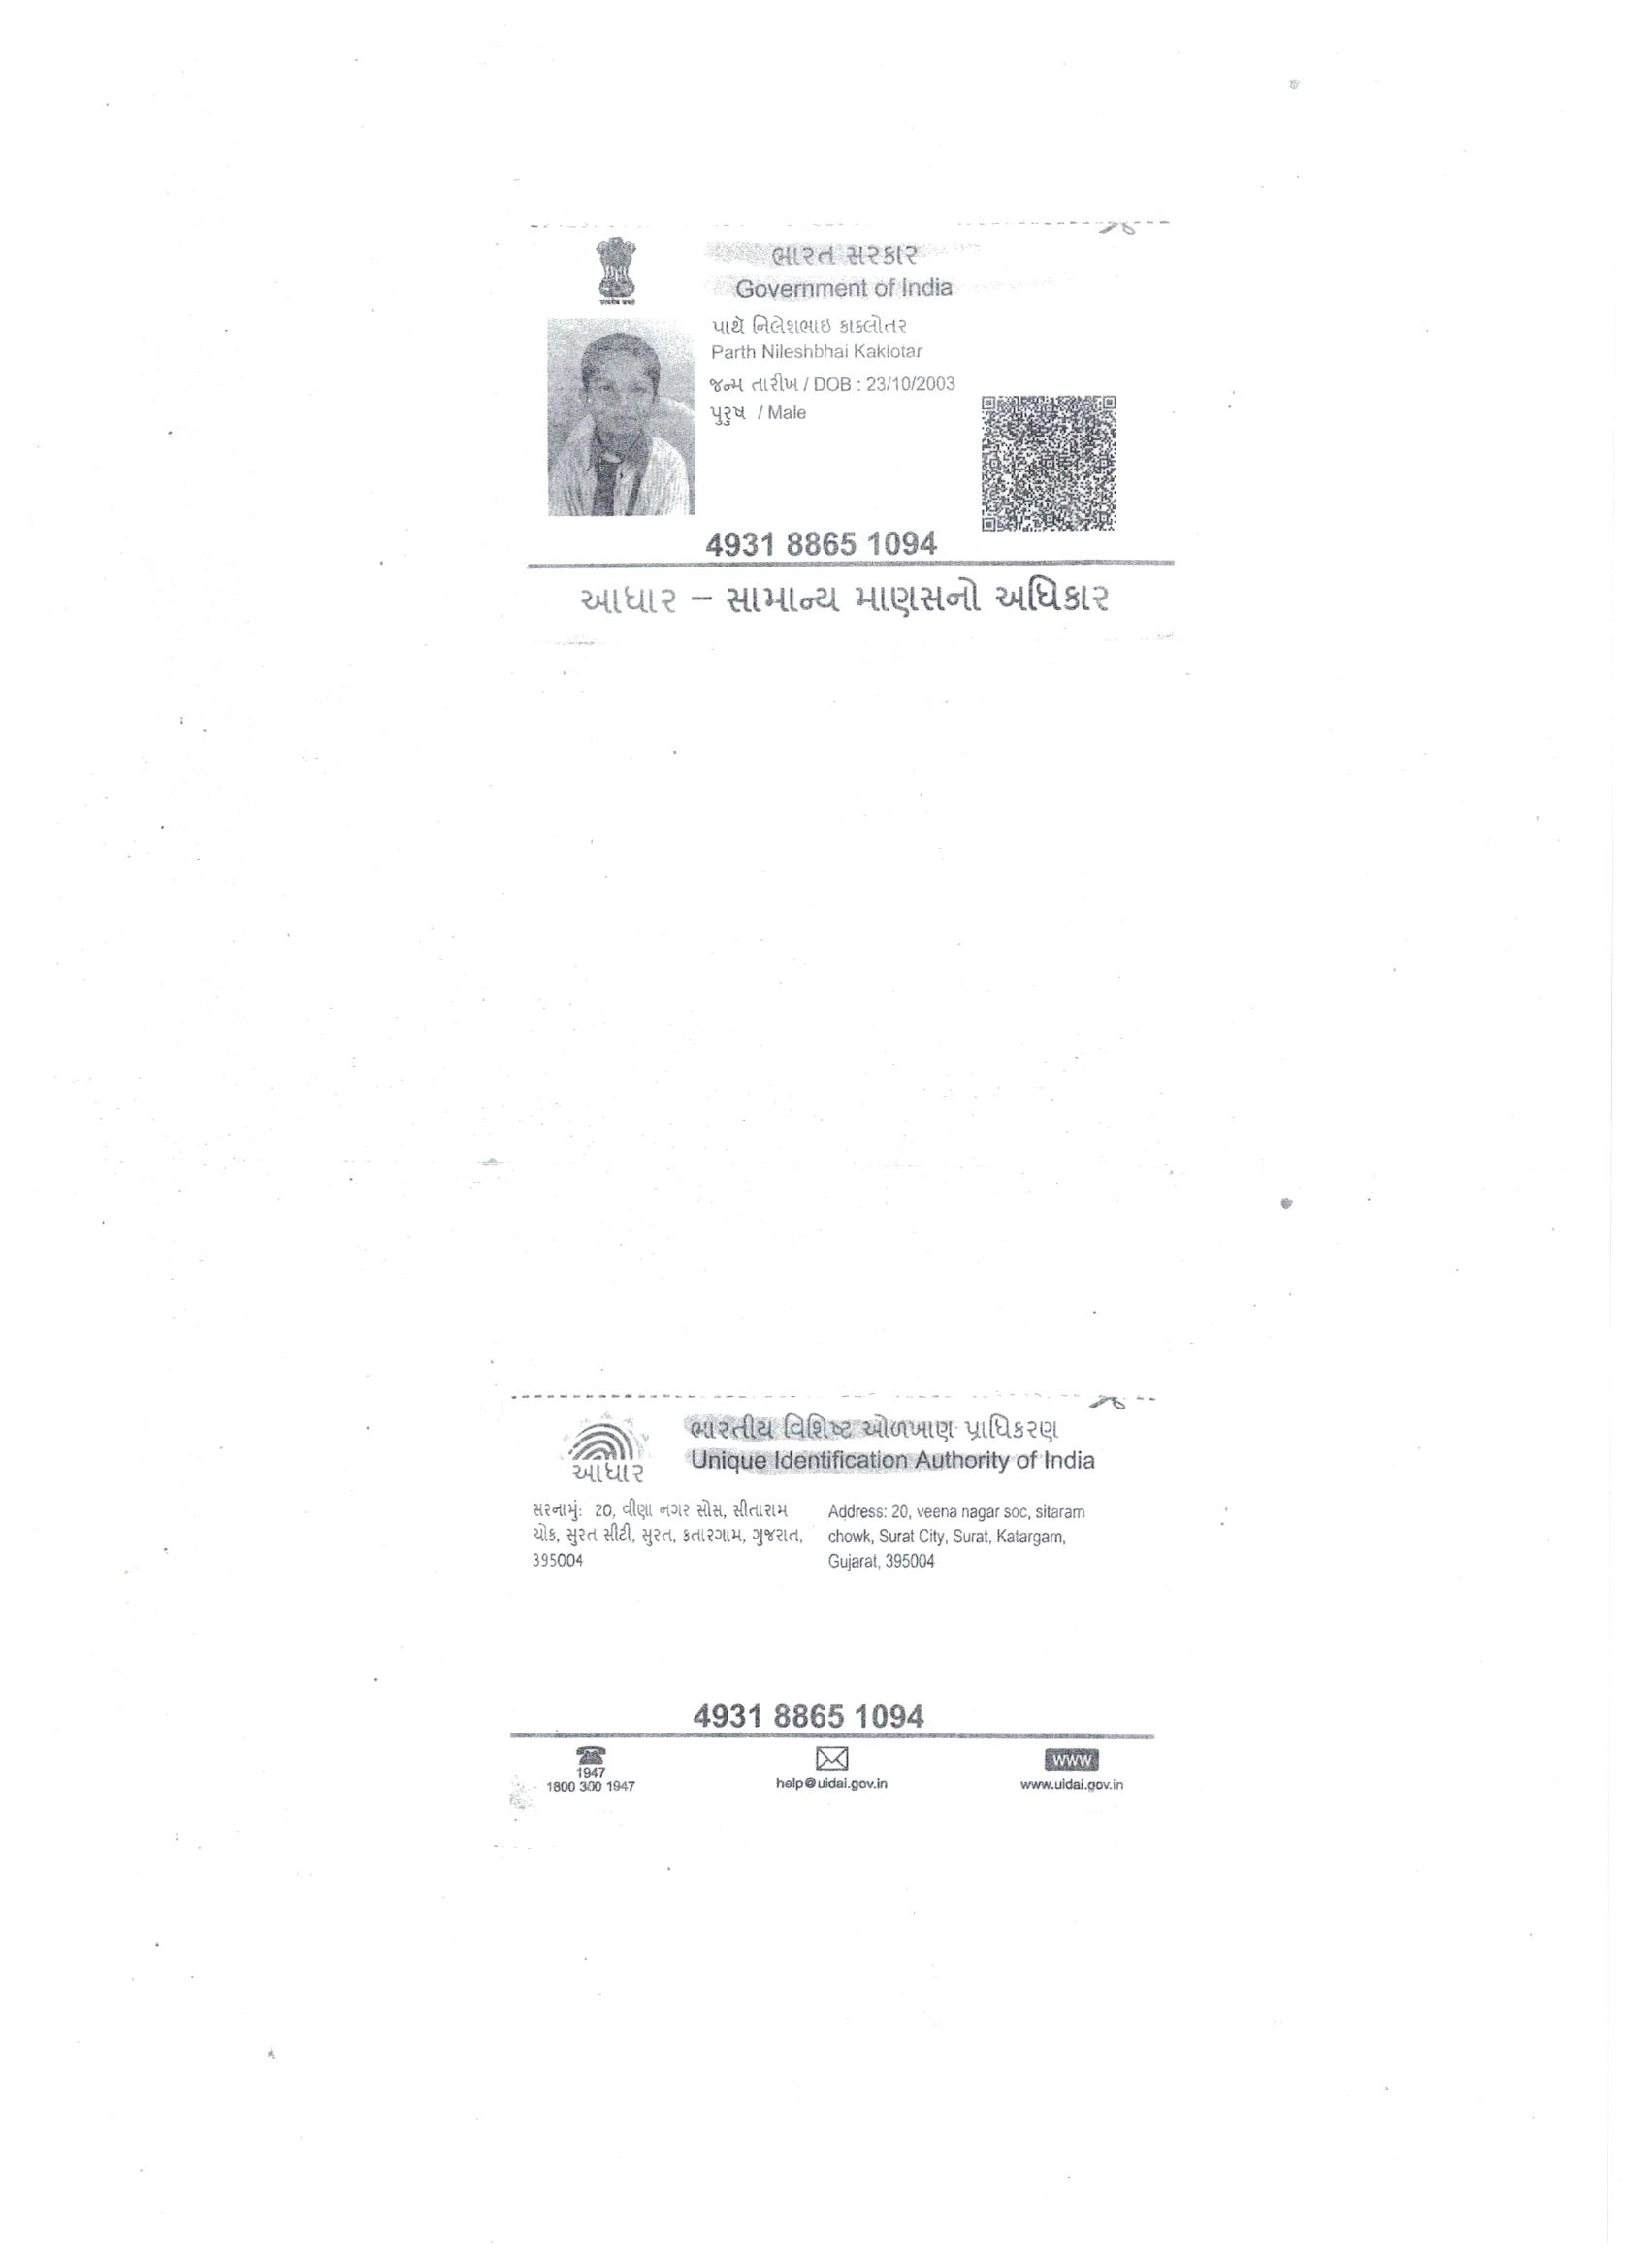 ભારત સરકાર
Government of India
પાર્થ નિલેશભાઇ કાકલોતર
Parth Nileshbhai Kaklotar
જન્મ તારીખ / DOB : 23/10/2003
પુરુષ / Male
4931 8865 1094
આધાર – સામાન્ય માણસનો અધિકાર
ભારતીય વિશિષ્ટ ઓળખાણ પ્રાધિકરણ
Unique Identification Authority of India
આધાર
સરનામું: 20, વીણા નગર સોસ, સીતારામ
ચોક, સુરત સીટી, સુરત, કતારગામ, ગુજરાત,
395004
Address: 20, veena nagar soc, sitaram
chowk, Surat City, Surat, Katargam,
Gujarat, 395004
4931 8865 1094
1947
1800 300 1947
help@uidai.gov.in
WWW
www.uidai.gov.in